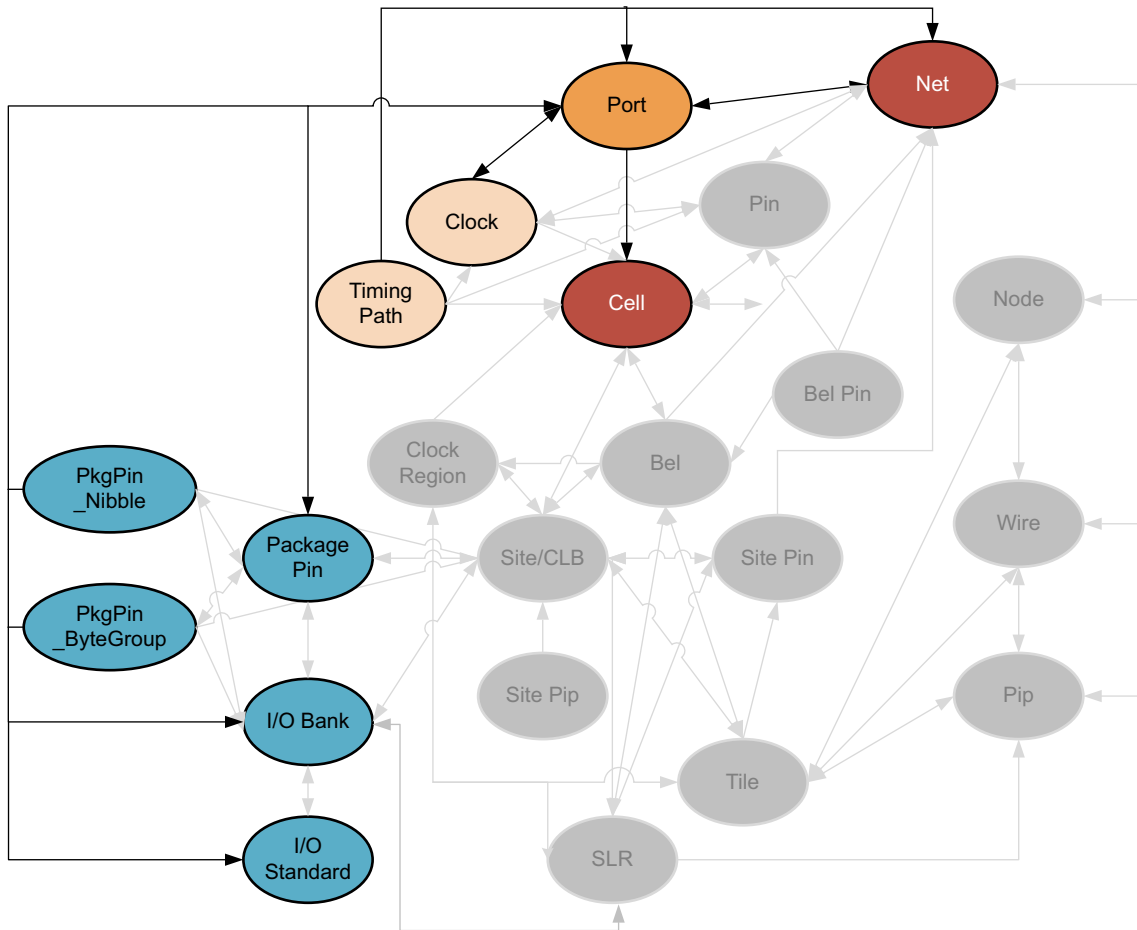 Net
Port
Pin
Clock
Timing
Path
Cell
Node
Bel Pin
Clock
Region
Bel
PkgPin
_Nibble
Wire
Package
Pin
Site/CLB
Site Pin
PkgPin
_ByteGroup
Site Pip
Pip
I/O Bank
Tile
I/O
Standard
SLR